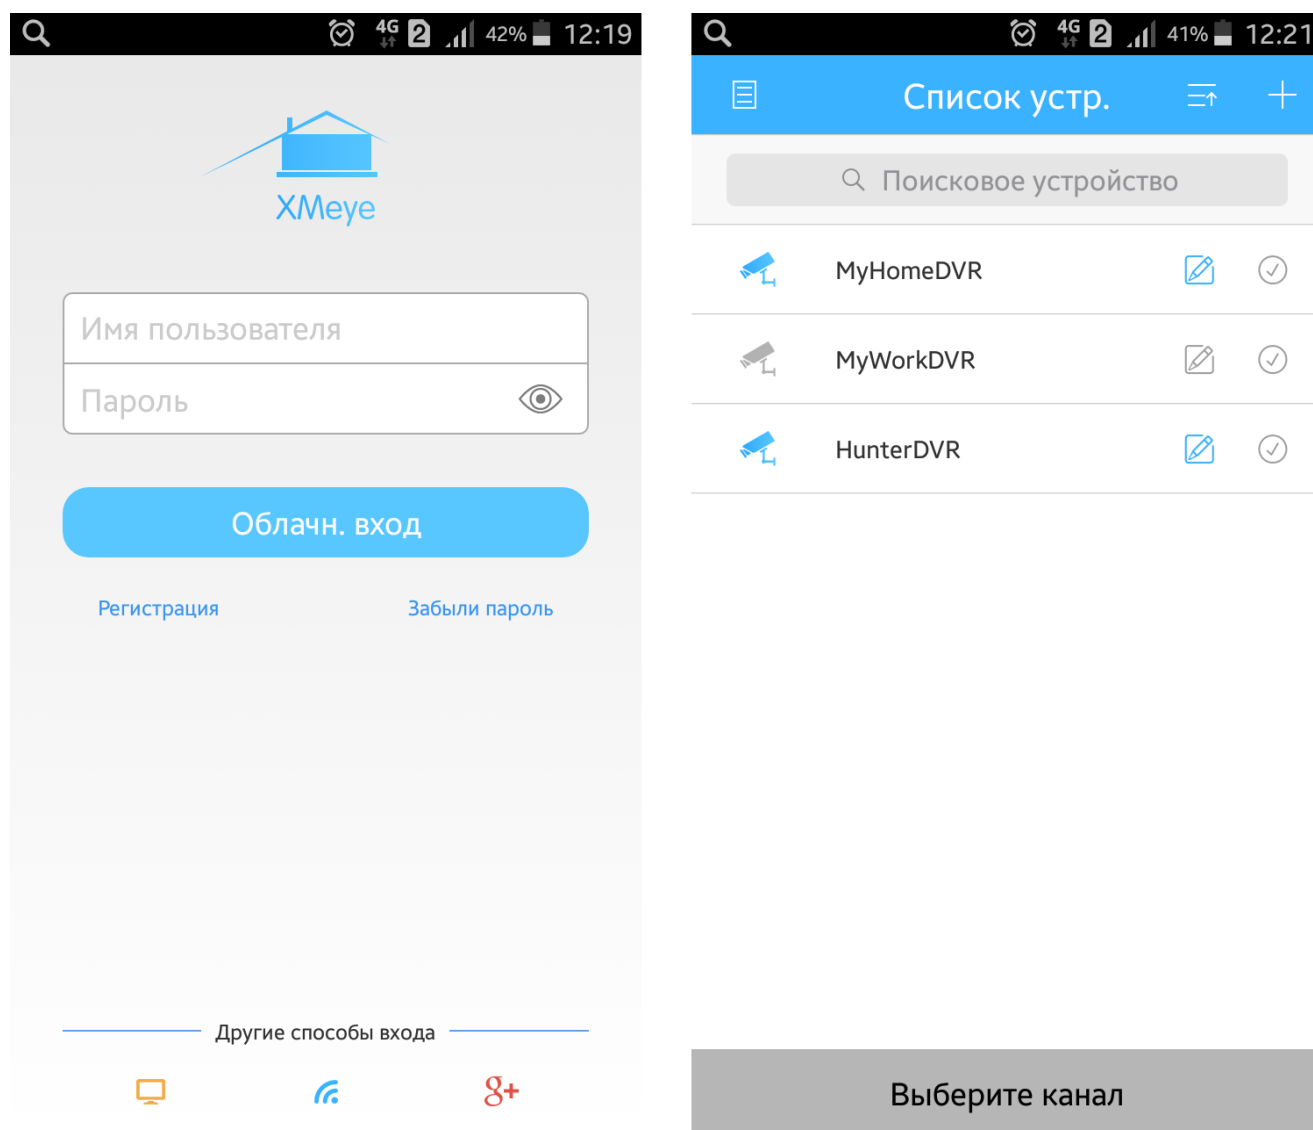 4G 2 42% 12:19
XMeye
Имя пользователя
Пароль
Облачн. вход
Регистрация Забыли пароль
Другие способы входа
g+
4G 2 41% 12:21
Список устр.
Поисковое устройство
MyHomeDVR
MyWorkDVR
HunterDVR
Выберите канал